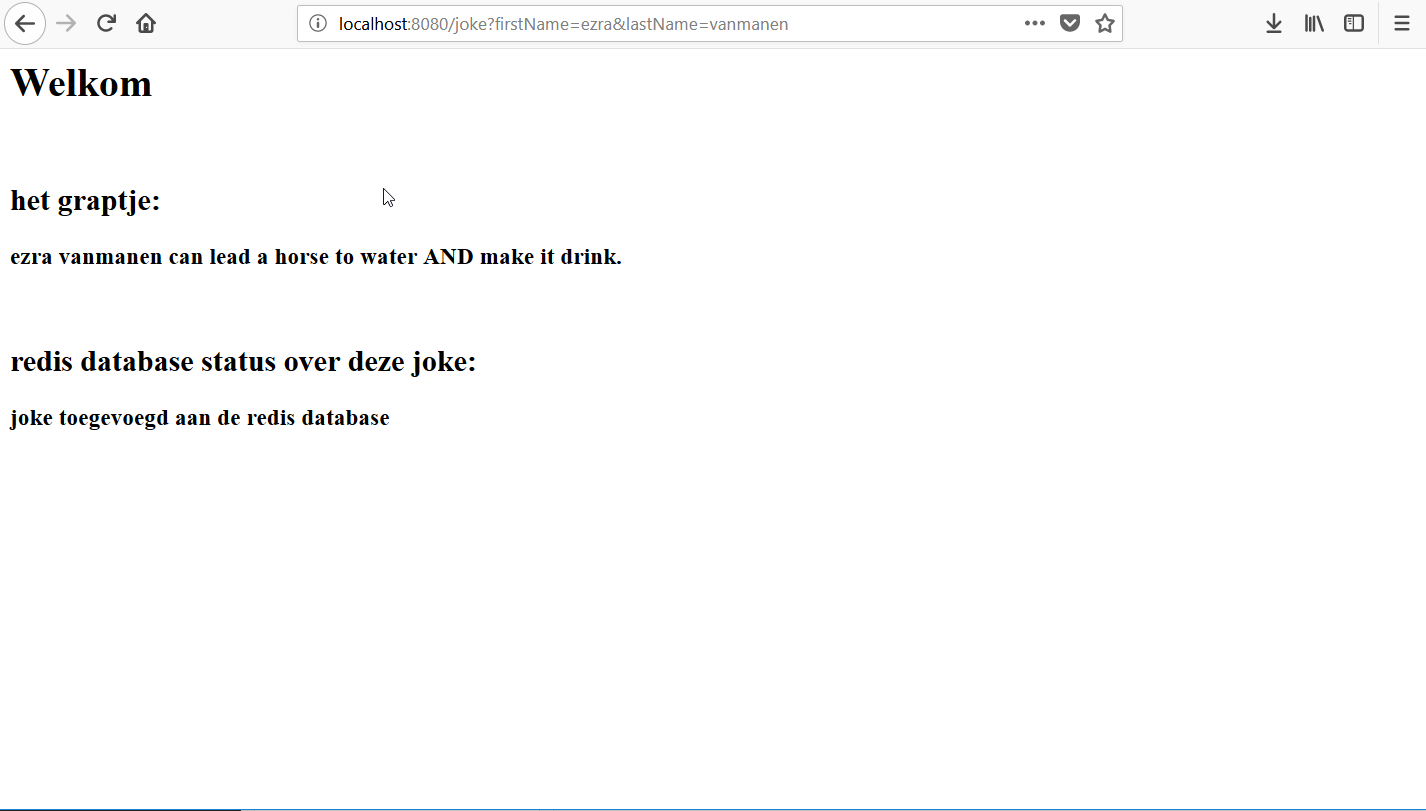 localhost:8080/joke?firstName=ezra&lastName=vanmanen
Welkom
het graptje:
ezra vanmanen can lead a horse to water AND make it drink.
redis database status over deze joke:
joke toegevoegd aan de redis database